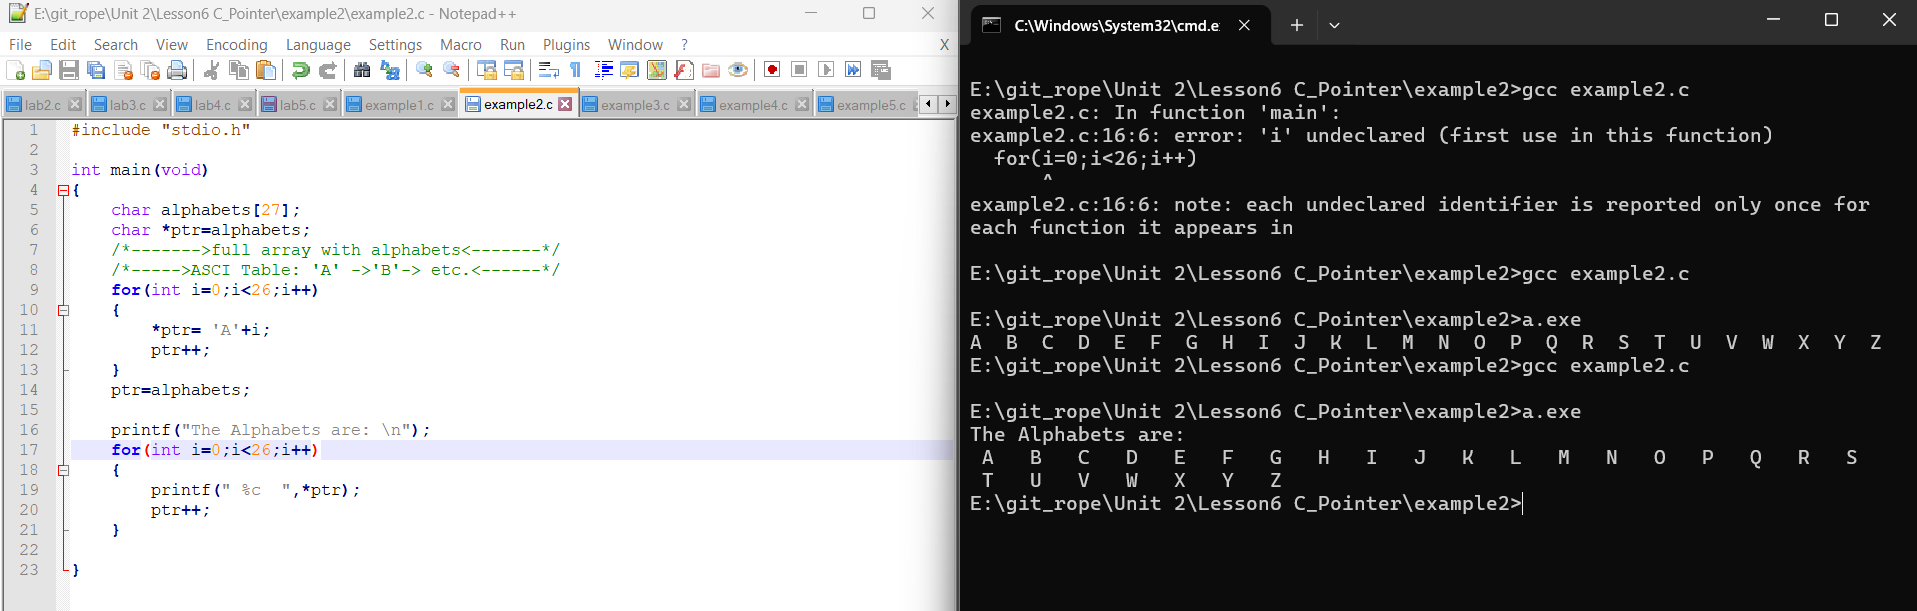 E:\git_rope\Unit 2\Lesson6 C_Pointer\example2\example2.c - Notepad++
File Edit Search View Encoding Language Settings Macro Run Plugins Window ? X
lab2.c lab3.c lab4.c lab5.c example1.c example2.c example3.c example4.c example5.c
1 #include "stdio.h"
2
3 int main(void)
4 {
5 char alphabets[27];
6 char *ptr=alphabets;
7 /*------->full array with alphabets<-------*/
8 /*----->ASCI Table: 'A' ->'B'-> etc.<------*/
9 for(int i=0;i<26;i++)
10 {
11 *ptr= 'A'+i;
12 ptr++;
13 }
14 ptr=alphabets;
15
16 printf("The Alphabets are: \n");
17 for(int i=0;i<26;i++)
18 {
19 printf(" %c  ",*ptr);
20 ptr++;
21 }
22
23 }
C:\Windows\System32\cmd.e
E:\git_rope\Unit 2\Lesson6 C_Pointer\example2>gcc example2.c
example2.c: In function 'main':
example2.c:16:6: error: 'i' undeclared (first use in this function)
for(i=0;i<26;i++)
^
example2.c:16:6: note: each undeclared identifier is reported only once for
each function it appears in
E:\git_rope\Unit 2\Lesson6 C_Pointer\example2>gcc example2.c
E:\git_rope\Unit 2\Lesson6 C_Pointer\example2>a.exe
A B C D E F G H I J K L M N O P Q R S T U V W X Y Z
E:\git_rope\Unit 2\Lesson6 C_Pointer\example2>gcc example2.c
E:\git_rope\Unit 2\Lesson6 C_Pointer\example2>a.exe
The Alphabets are:
A B C D E F G H I J K L M N O P Q R S
T U V W X Y Z
E:\git_rope\Unit 2\Lesson6 C_Pointer\example2>